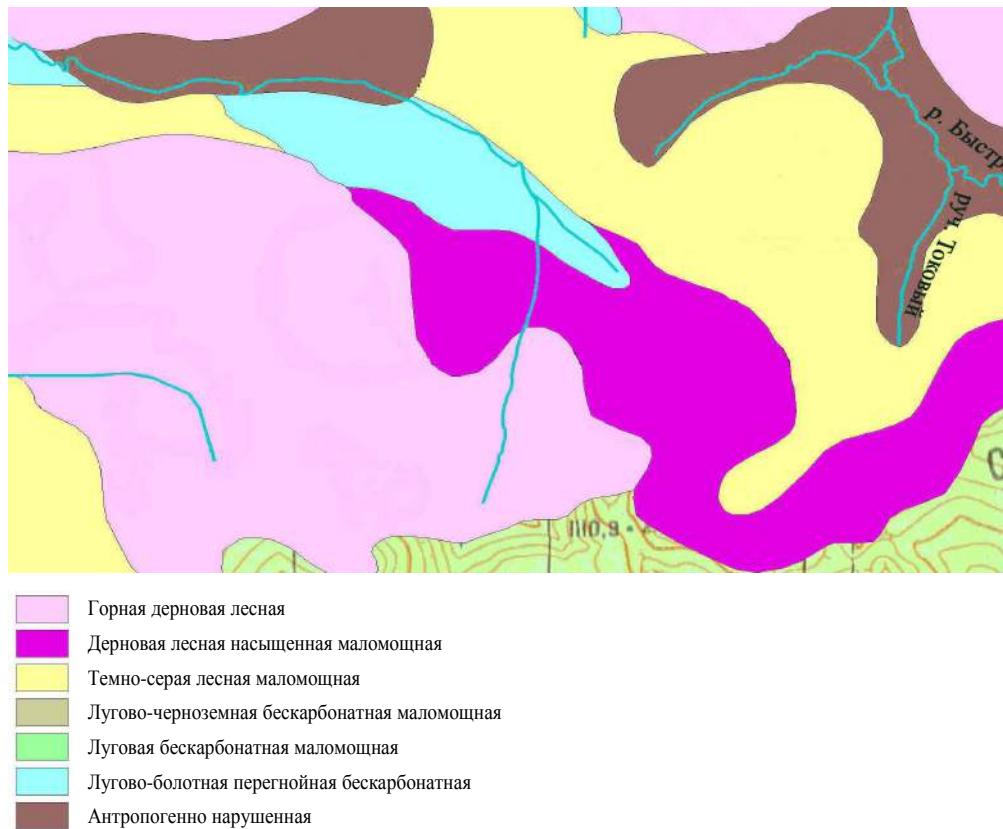 р. Быстр
руч. Токовый
С
1110,9
Горная дерновая лесная
Дерновая лесная насыщенная маломощная
Темно-серая лесная маломощная
Лугово-черноземная бескарбонатная маломощная
Луговая бескарбонатная маломощная
Лугово-болотная перегнойная бескарбонатная
Антропогенно нарушенная